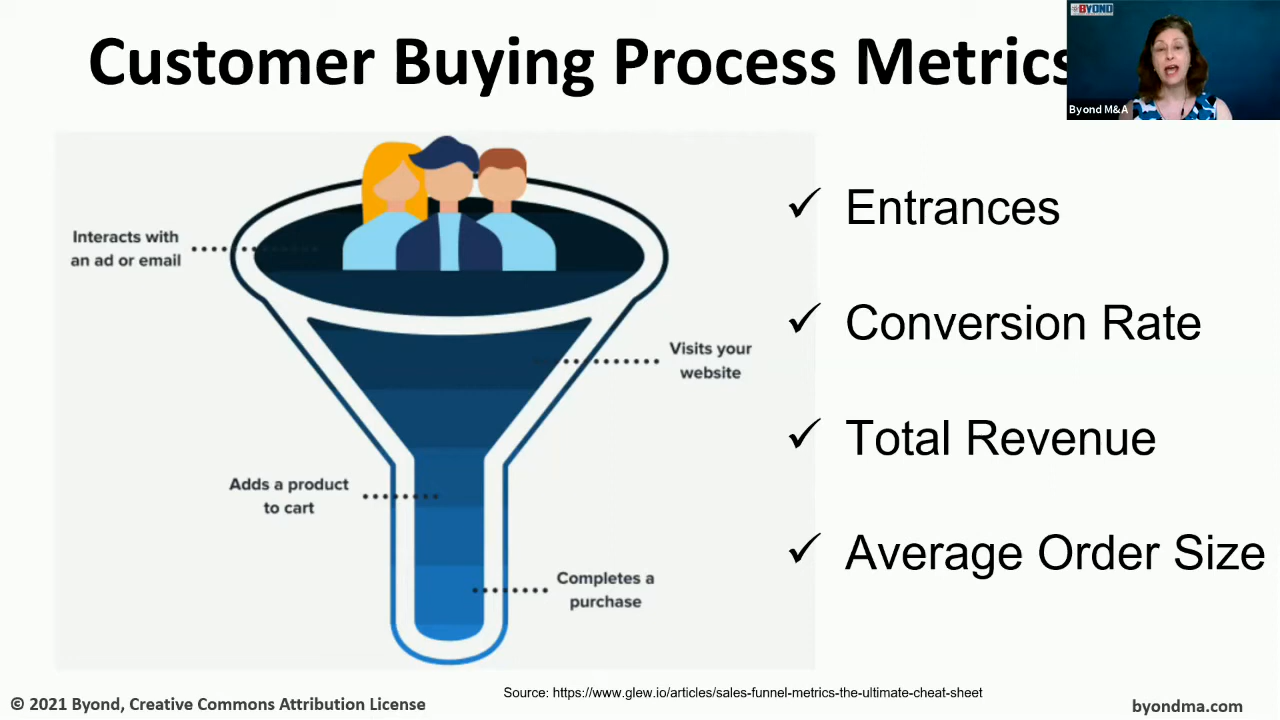 Customer Buying Process Metrics
BYOND
Byond M&A
Interacts with
an ad or email
Visits your
website
Adds a product
to cart
Completes a
purchase
✓ Entrances
✓ Conversion Rate
✓ Total Revenue
✓ Average Order Size
Source: https://www.glew.io/articles/sales-funnel-metrics-the-ultimate-cheat-sheet
© 2021 Byond, Creative Commons Attribution License
byondma.com